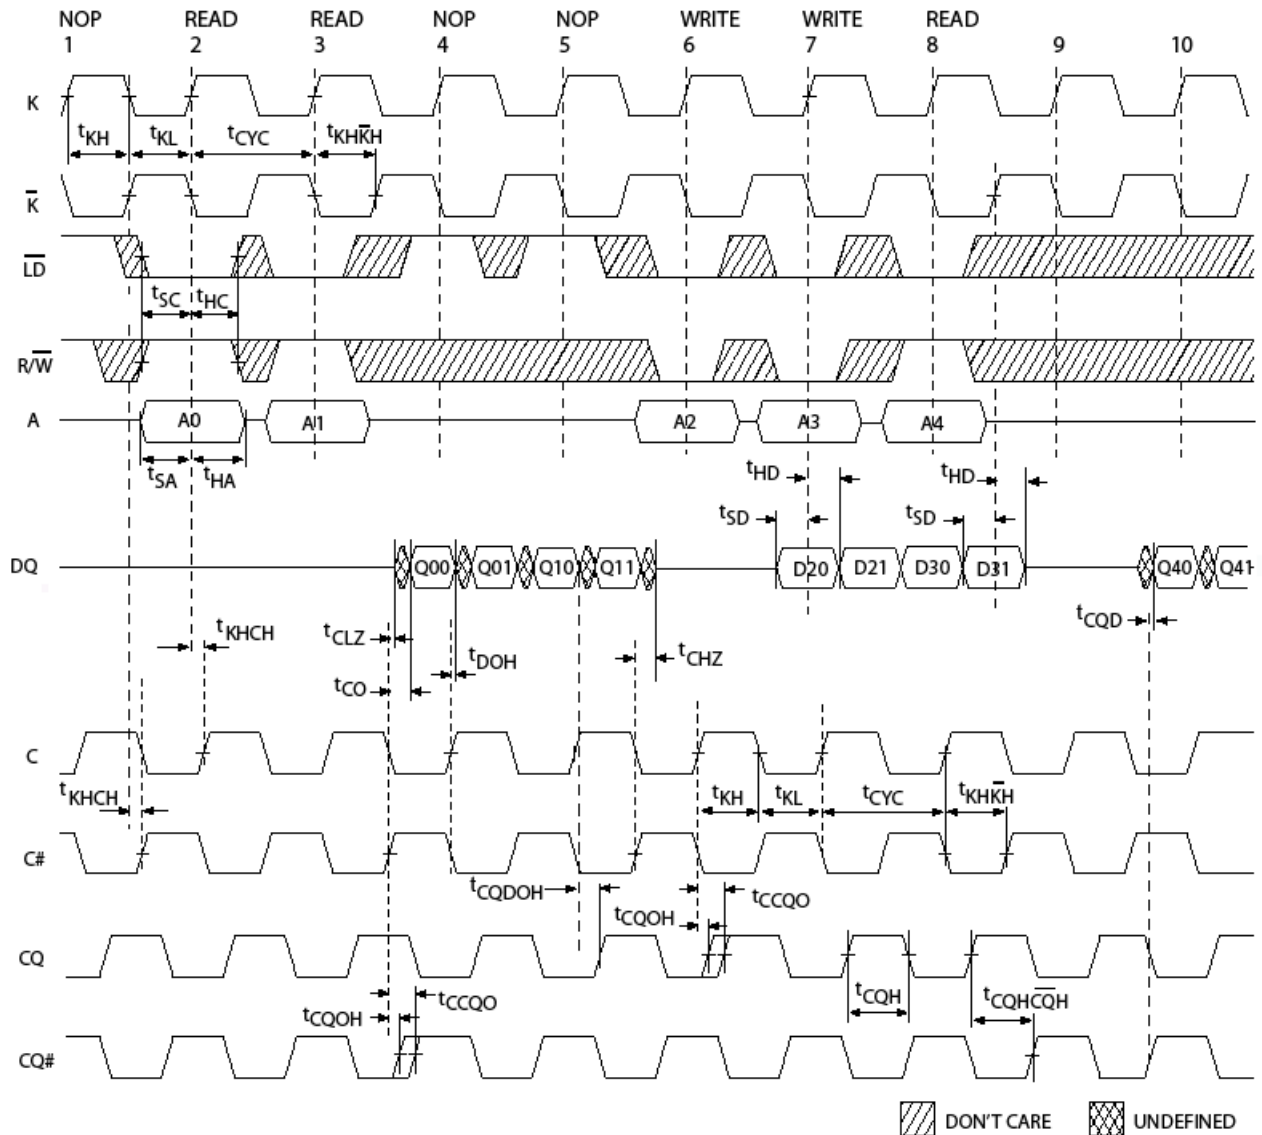 NOP READ READ NOP NOP WRITE WRITE READ
1 2 3 4 5 6 7 8 9 10
K
tKH tKL tCYC tKHK̅H
K̅
L̅D̅
tSC tHC
R/W̅
A A0 A1 A2 A3 A4
tSA tHA tHD tHD
tSD tSD
DQ Q00 Q01 Q10 Q11 D20 D21 D30 D31 Q40 Q41
tCQD
tKHCH tCLZ tDOH tCHZ
tCO
C
tKHCH tKH tKL tCYC tKHK̅H
C#
tCQDOH tCCQO
tCQOH
CQ
tCQH tCQHC̅Q̅H
tCCQO
tCQOH
CQ#
DON'T CARE UNDEFINED